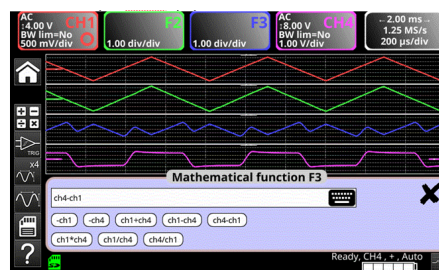 AC CH1
:4.00 V
BW lim=No
500 mV/div
F2
1.00 div/div
F3
1.00 div/div
AC CH4
:8.00 V
BW lim=No
1.00 V/div
←2.00 ms→
1.25 MS/s
200 µs/div
TRIG
x4
Mathematical function F3
ch4-ch1
-ch1 -ch4 ch1+ch4 ch1-ch4 ch4-ch1
ch1*ch4 ch1/ch4 ch4/ch1
?
Ready, CH4 , + , Auto